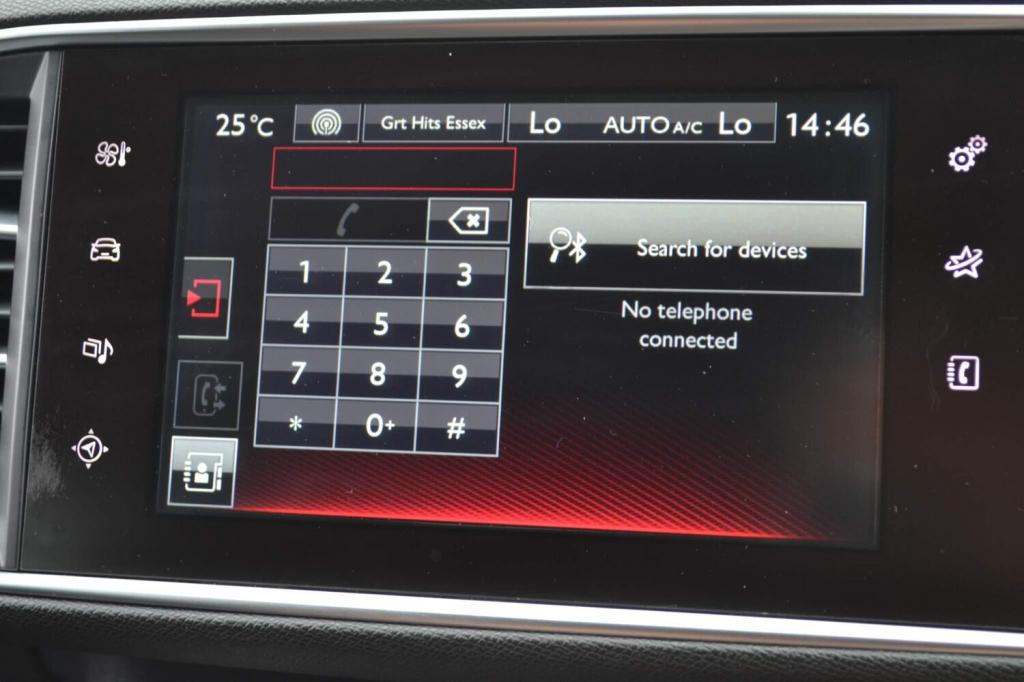 25°C Grt Hits Essex Lo AUTO A/C Lo 14:46
Search for devices
No telephone
connected
1 2 3
4 5 6
7 8 9
* 0+ #